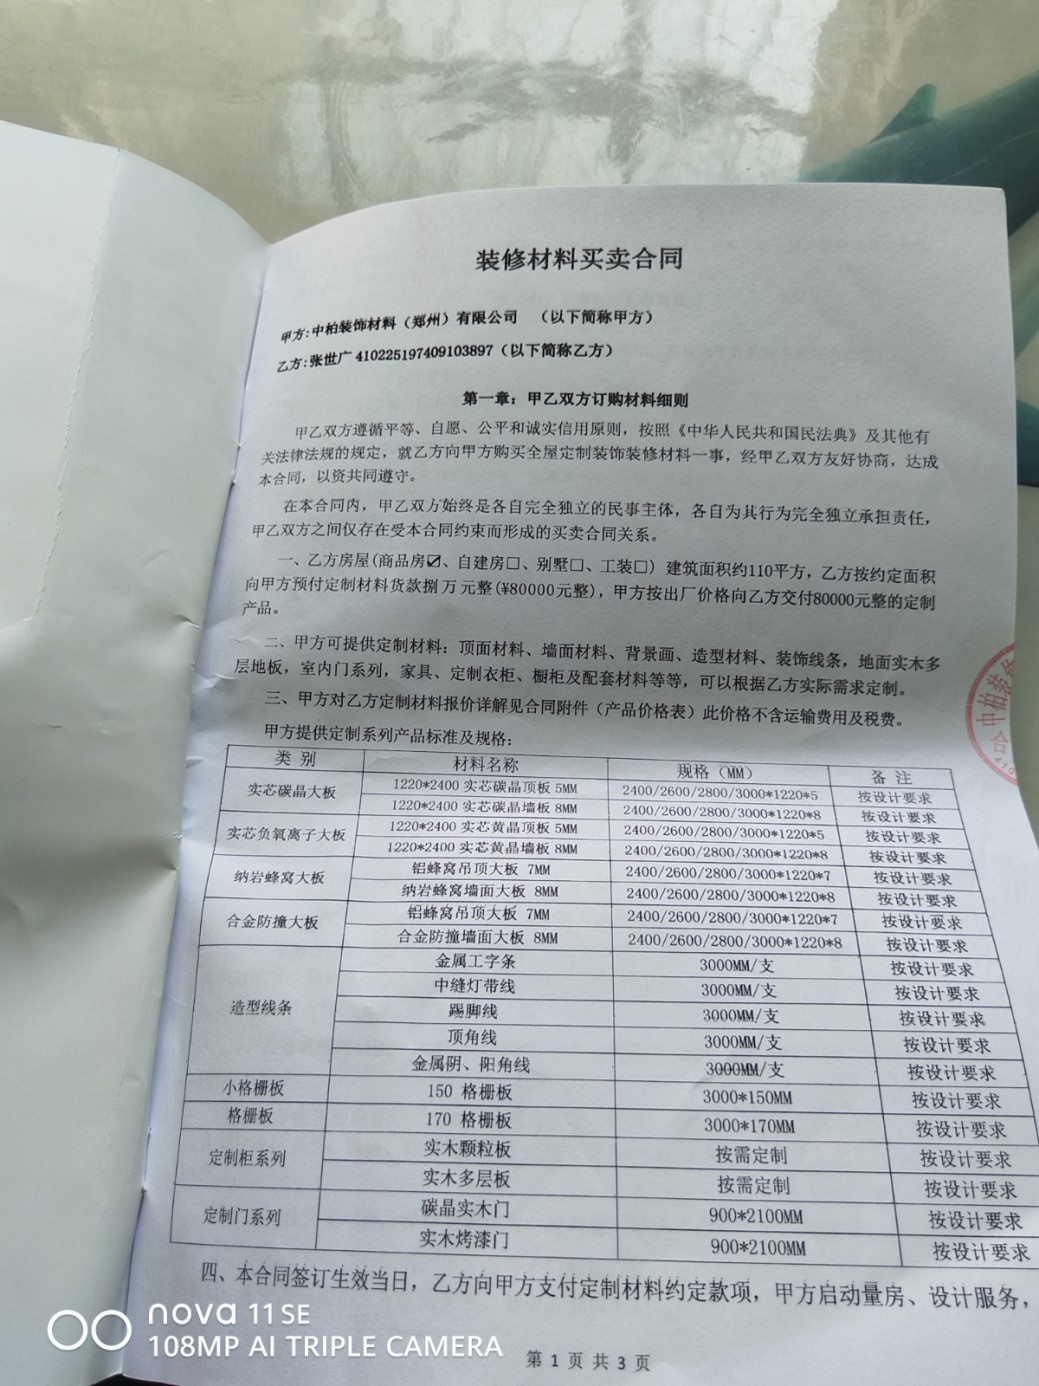 装修材料买卖合同
甲方:中柏装饰材料（郑州）有限公司 （以下简称甲方）
乙方:张世广 410225197409103897（以下简称乙方）
第一章：甲乙双方订购材料细则
甲乙双方遵循平等、自愿、公平和诚实信用原则，按照《中华人民共和国民法典》及其他有
关法律法规的规定，就乙方向甲方购买全屋定制装饰装修材料一事，经甲乙双方友好协商，达成
本合同，以资共同遵守。
在本合同内，甲乙双方始终是各自完全独立的民事主体，各自为其行为完全独立承担责任，
甲乙双方之间仅存在受本合同约束而形成的买卖合同关系。
一、乙方房屋(商品房☑、自建房□、别墅□、工装□) 建筑面积约110平方，乙方按约定面积
向甲方预付定制材料货款捌万元整(¥80000元整)，甲方按出厂价格向乙方交付80000元整的定制
产品。
二、甲方可提供定制材料：顶面材料、墙面材料、背景画、造型材料、装饰线条，地面实木多
层地板，室内门系列，家具、定制衣柜、橱柜及配套材料等等，可以根据乙方实际需求定制。
三、甲方对乙方定制材料报价详解见合同附件（产品价格表）此价格不含运输费用及税费。
甲方提供定制系列产品标准及规格：
类 别 材料名称 规格（MM） 备 注
实芯碳晶大板 1220*2400 实芯碳晶顶板 5MM 2400/2600/2800/3000*1220*5 按设计要求
1220*2400 实芯碳晶墙板 8MM 2400/2600/2800/3000*1220*8 按设计要求
实芯负氧离子大板 1220*2400 实芯黄晶顶板 5MM 2400/2600/2800/3000*1220*5 按设计要求
1220*2400 实芯黄晶墙板 8MM 2400/2600/2800/3000*1220*8 按设计要求
纳岩蜂窝大板 铝蜂窝吊顶大板 7MM 2400/2600/2800/3000*1220*7 按设计要求
纳岩蜂窝墙面大板 8MM 2400/2600/2800/3000*1220*8 按设计要求
合金防撞大板 铝蜂窝吊顶大板 7MM 2400/2600/2800/3000*1220*7 按设计要求
合金防撞墙面大板 8MM 2400/2600/2800/3000*1220*8 按设计要求
造型线条 金属工字条 3000MM/支 按设计要求
中缝灯带线 3000MM/支 按设计要求
踢脚线 3000MM/支 按设计要求
顶角线 3000MM/支 按设计要求
金属阴、阳角线 3000MM/支 按设计要求
小格栅板 150 格栅板 3000*150MM 按设计要求
格栅板 170 格栅板 3000*170MM 按设计要求
定制柜系列 实木颗粒板 按需定制 按设计要求
实木多层板 按需定制 按设计要求
定制门系列 碳晶实木门 900*2100MM 按设计要求
实木烤漆门 900*2100MM 按设计要求
四、本合同签订生效当日，乙方向甲方支付定制材料约定款项，甲方启动量房、设计服务，
第 1 页 共 3 页
中柏装
合
410
nova 11 SE
108MP AI TRIPLE CAMERA